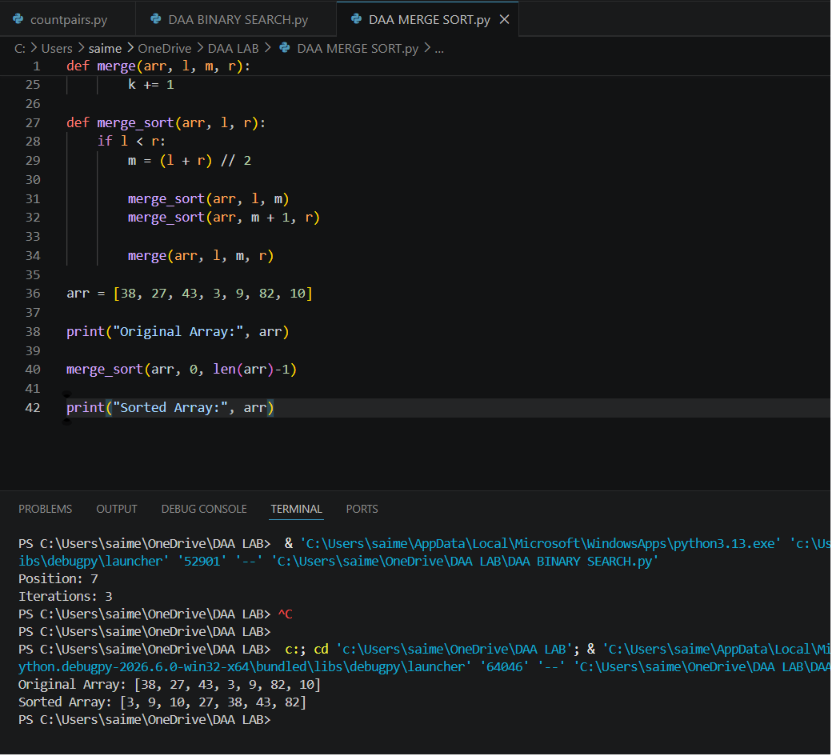 countpairs.py DAA BINARY SEARCH.py DAA MERGE SORT.py
C: > Users > saime > OneDrive > DAA LAB > DAA MERGE SORT.py > ...
1 def merge(arr, l, m, r):
25 k += 1
26
27 def merge_sort(arr, l, r):
28 if l < r:
29 m = (l + r) // 2
30
31 merge_sort(arr, l, m)
32 merge_sort(arr, m + 1, r)
33
34 merge(arr, l, m, r)
35
36 arr = [38, 27, 43, 3, 9, 82, 10]
37
38 print("Original Array:", arr)
39
40 merge_sort(arr, 0, len(arr)-1)
41
42 print("Sorted Array:", arr)
PROBLEMS OUTPUT DEBUG CONSOLE TERMINAL PORTS
PS C:\Users\saime\OneDrive\DAA LAB> & 'C:\Users\saime\AppData\Local\Microsoft\WindowsApps\python3.13.exe' 'c:\Us
ibs\debugpy\launcher' '52901' '--' 'C:\Users\saime\OneDrive\DAA LAB\DAA BINARY SEARCH.py'
Position: 7
Iterations: 3
PS C:\Users\saime\OneDrive\DAA LAB> ^C
PS C:\Users\saime\OneDrive\DAA LAB>
PS C:\Users\saime\OneDrive\DAA LAB> c:; cd 'c:\Users\saime\OneDrive\DAA LAB'; & 'C:\Users\saime\AppData\Local\Mi
ython.debugpy-2026.6.0-win32-x64\bundled\libs\debugpy\launcher' '64046' '--' 'C:\Users\saime\OneDrive\DAA LAB\DAA
Original Array: [38, 27, 43, 3, 9, 82, 10]
Sorted Array: [3, 9, 10, 27, 38, 43, 82]
PS C:\Users\saime\OneDrive\DAA LAB>